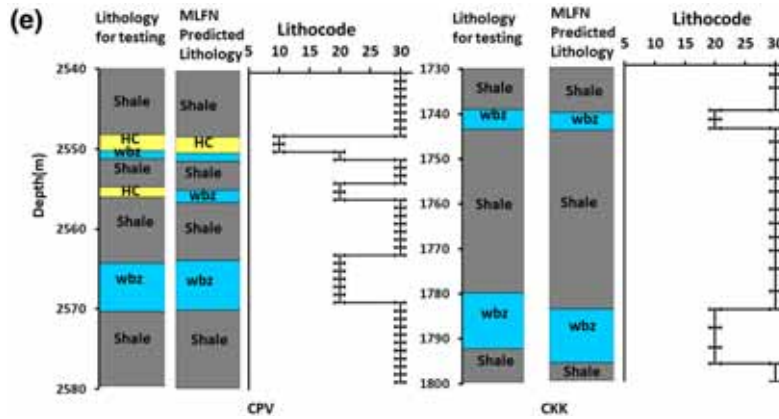 (e)
Lithology for testing
MLFN Predicted Lithology
Lithocode
5 10 15 20 25 30
Depth(m)
2540
2550
2560
2570
2580
Shale
HC
wbz
Shale
HC
Shale
wbz
Shale
Shale
HC
Shale
wbz
Shale
wbz
Shale
CPV
Lithology for testing
MLFN Predicted Lithology
Lithocode
5 10 15 20 25 30
1730
1740
1750
1760
1770
1780
1790
1800
Shale
wbz
Shale
wbz
Shale
Shale
wbz
Shale
wbz
Shale
CKK